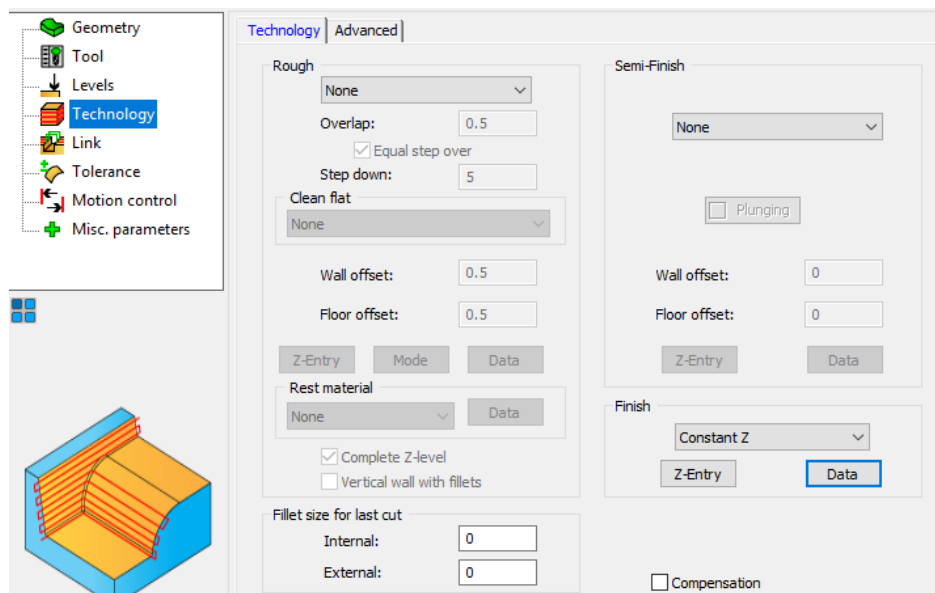 Geometry
Tool
Levels
Technology
Link
Tolerance
Motion control
Misc. parameters
Technology
Advanced
Rough
None
Overlap:
0.5
Equal step over
Step down:
5
Clean flat
None
Wall offset:
0.5
Floor offset:
0.5
Z-Entry
Mode
Data
Rest material
None
Data
Complete Z-level
Vertical wall with fillets
Fillet size for last cut
Internal:
0
External:
0
Semi-Finish
None
Plunging
Wall offset:
0
Floor offset:
0
Z-Entry
Data
Finish
Constant Z
Z-Entry
Data
Compensation